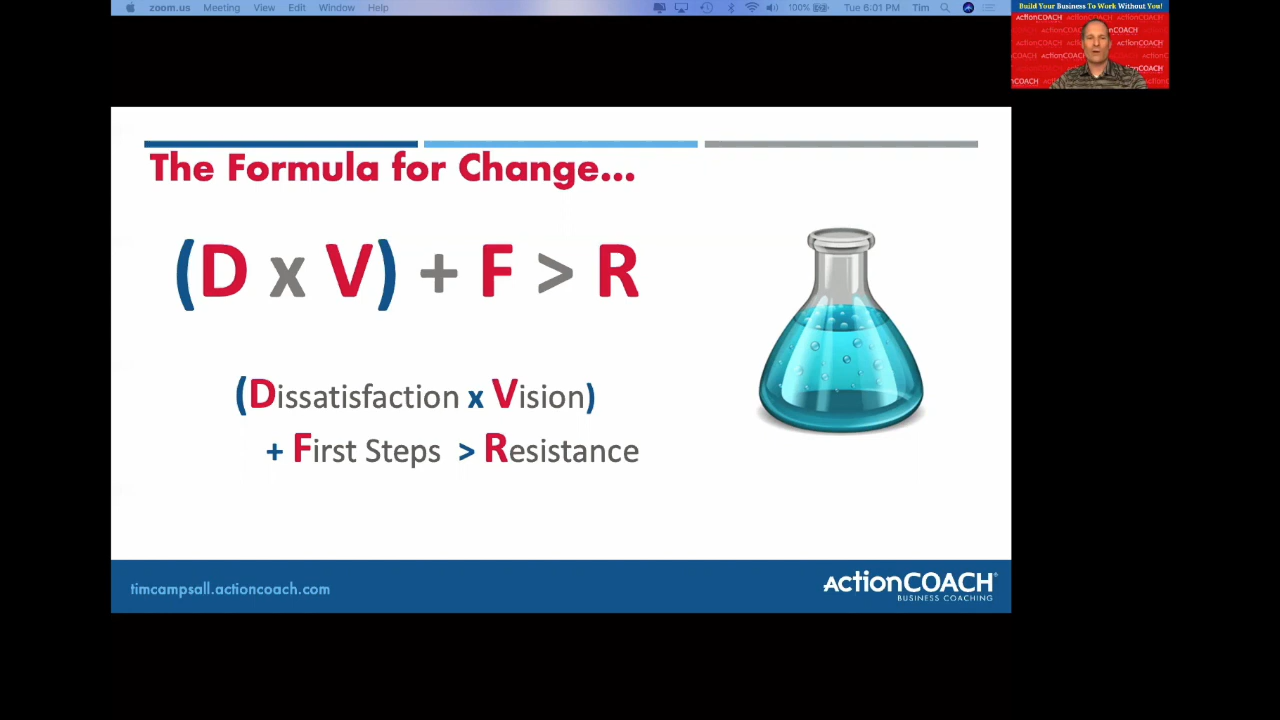 zoom.us Meeting View Edit Window Help 100% Tue 6:01 PM Tim
Build Your Business To Work Without You!
ActionCOACH
ActionCOACH
The Formula for Change...
(D x V) + F > R
(Dissatisfaction x Vision)
+ First Steps > Resistance
timcampsall.actioncoach.com
ActionCOACH®
BUSINESS COACHING